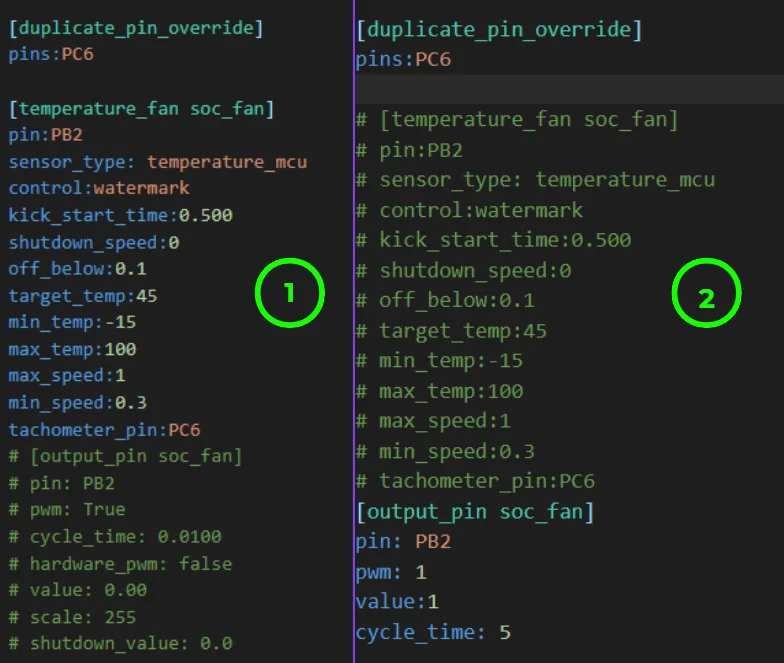 [duplicate_pin_override]
pins:PC6
[temperature_fan soc_fan]
pin:PB2
sensor_type: temperature_mcu
control:watermark
kick_start_time:0.500
shutdown_speed:0
off_below:0.1
target_temp:45
min_temp:-15
max_temp:100
max_speed:1
min_speed:0.3
tachometer_pin:PC6
# [output_pin soc_fan]
# pin: PB2
# pwm: True
# cycle_time: 0.0100
# hardware_pwm: false
# value: 0.00
# scale: 255
# shutdown_value: 0.0
1
[duplicate_pin_override]
pins:PC6
# [temperature_fan soc_fan]
# pin:PB2
# sensor_type: temperature_mcu
# control:watermark
# kick_start_time:0.500
# shutdown_speed:0
# off_below:0.1
# target_temp:45
# min_temp:-15
# max_temp:100
# max_speed:1
# min_speed:0.3
# tachometer_pin:PC6
[output_pin soc_fan]
pin: PB2
pwm: 1
value:1
cycle_time: 5
2